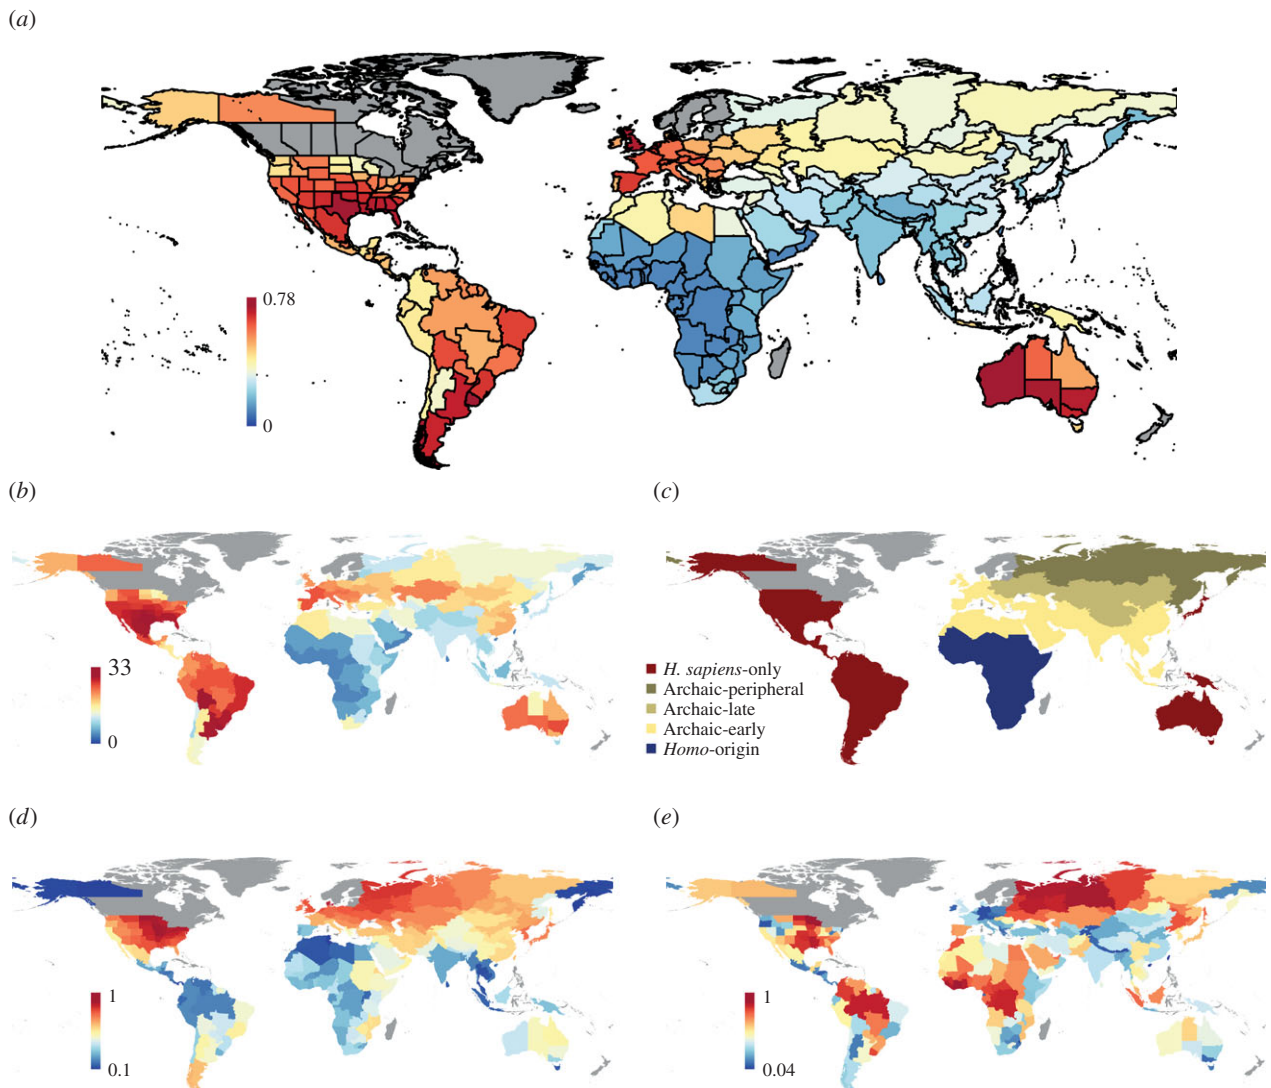 (a)
0.78
0
(b)
(c)
33
0
H. sapiens-only
Archaic-peripheral
Archaic-late
Archaic-early
Homo-origin
(d)
(e)
1
0.1
1
0.04